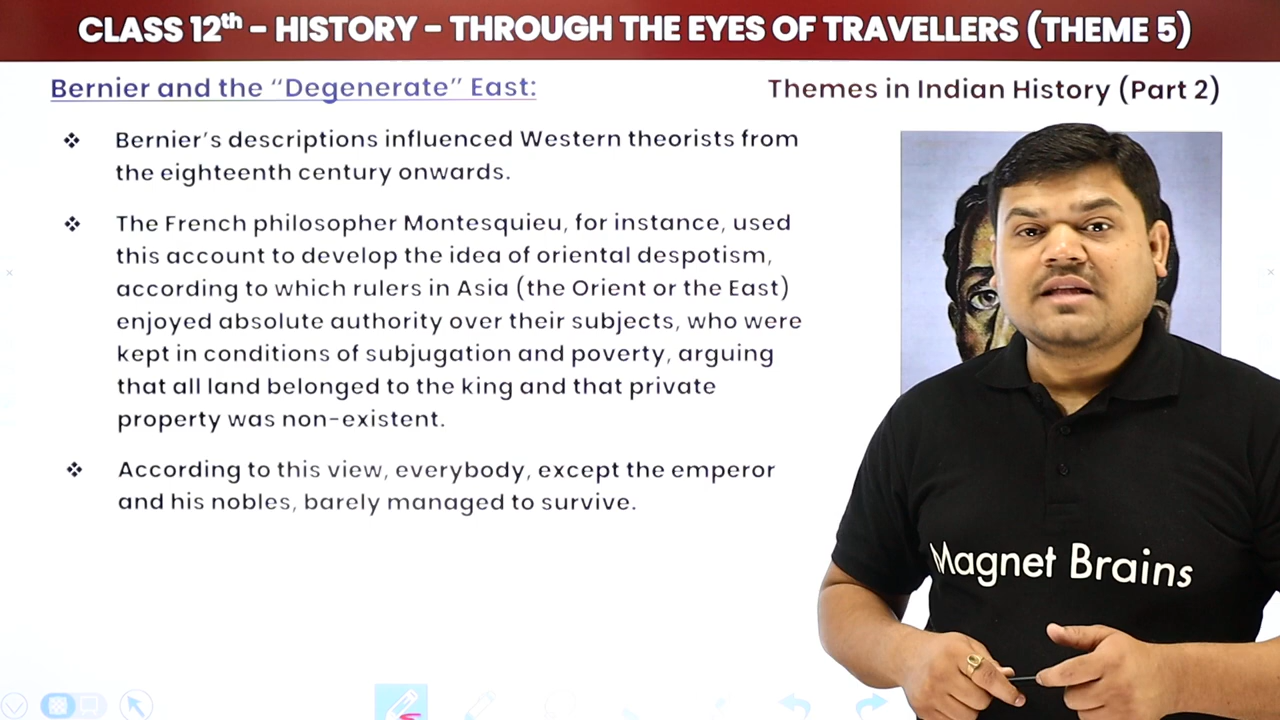 CLASS 12th – HISTORY – THROUGH THE EYES OF TRAVELLERS (THEME 5)
Bernier and the “Degenerate” East:
Themes in Indian History (Part 2)
❖ Bernier’s descriptions influenced Western theorists from
the eighteenth century onwards.
❖ The French philosopher Montesquieu, for instance, used
this account to develop the idea of oriental despotism,
according to which rulers in Asia (the Orient or the East)
enjoyed absolute authority over their subjects, who were
kept in conditions of subjugation and poverty, arguing
that all land belonged to the king and that private
property was non-existent.
❖ According to this view, everybody, except the emperor
and his nobles, barely managed to survive.
Magnet Brains